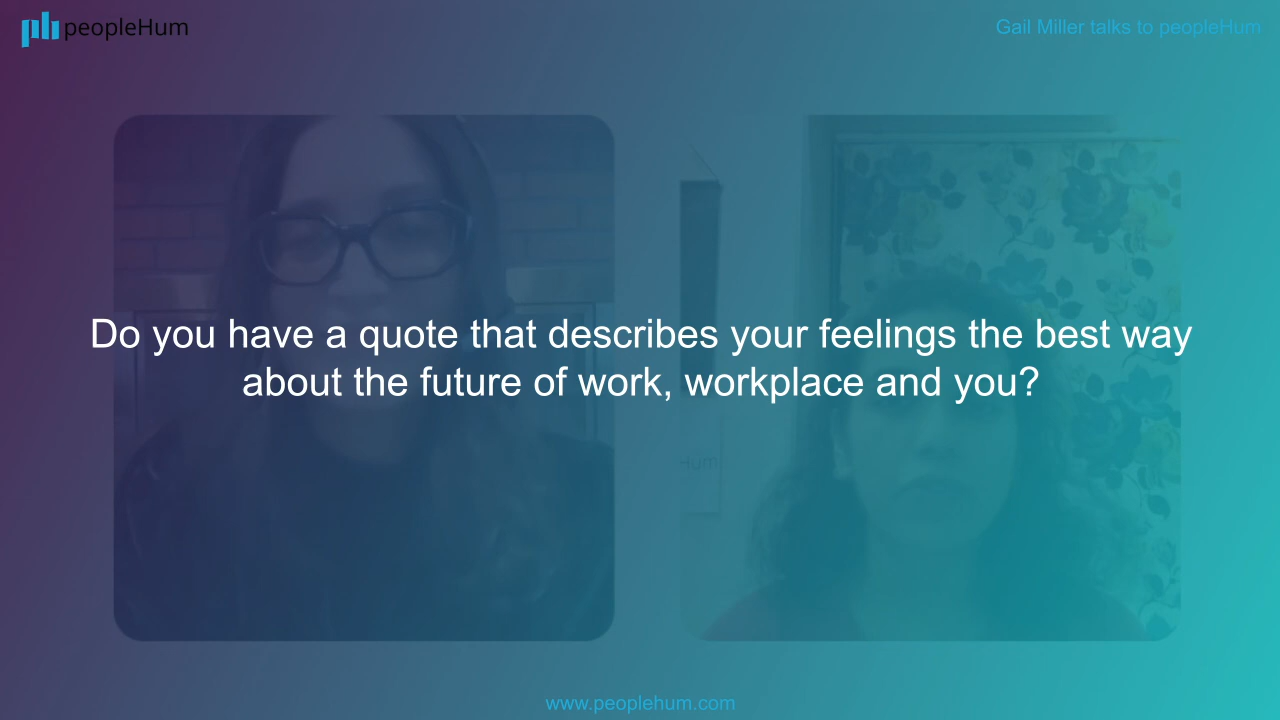 peopleHum
Gail Miller talks to peopleHum
Do you have a quote that describes your feelings the best way
about the future of work, workplace and you?
Hum
www.peoplehum.com